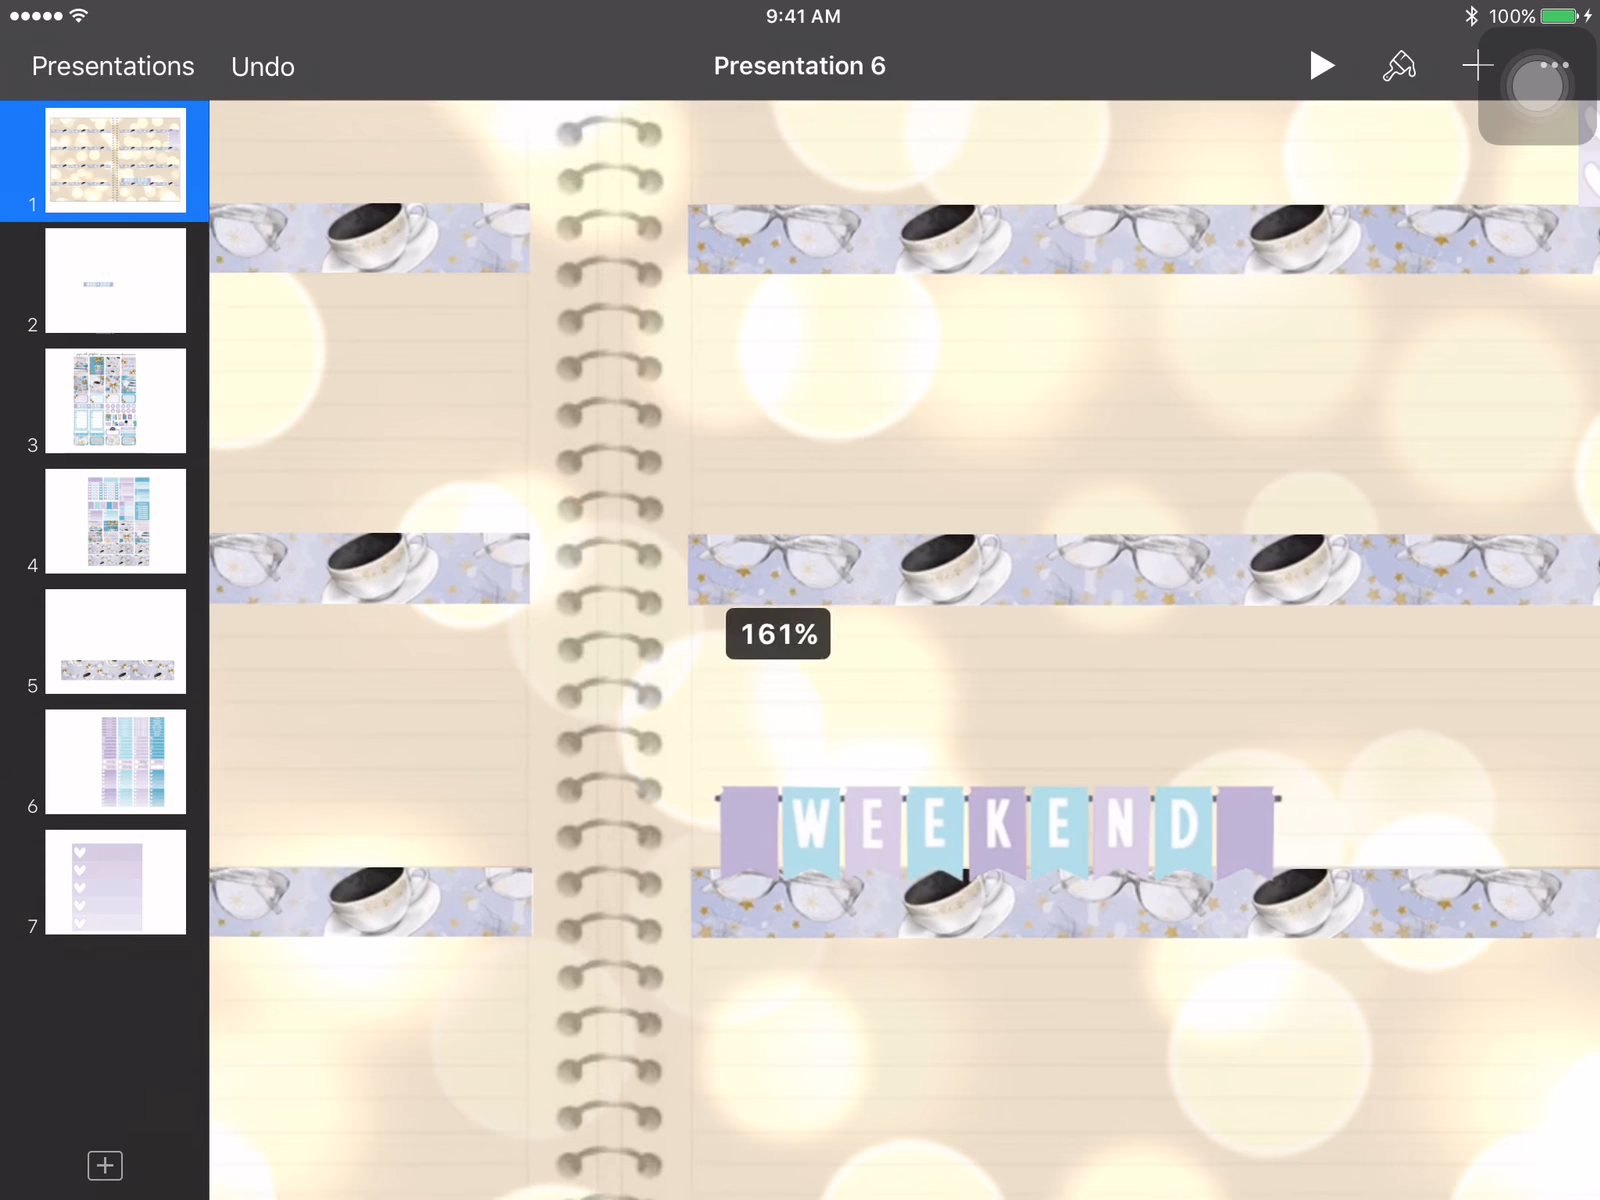 9:41 AM
100%
Presentations
Undo
Presentation 6
1
2
3
4
5
6
7
161%
WEEKEND